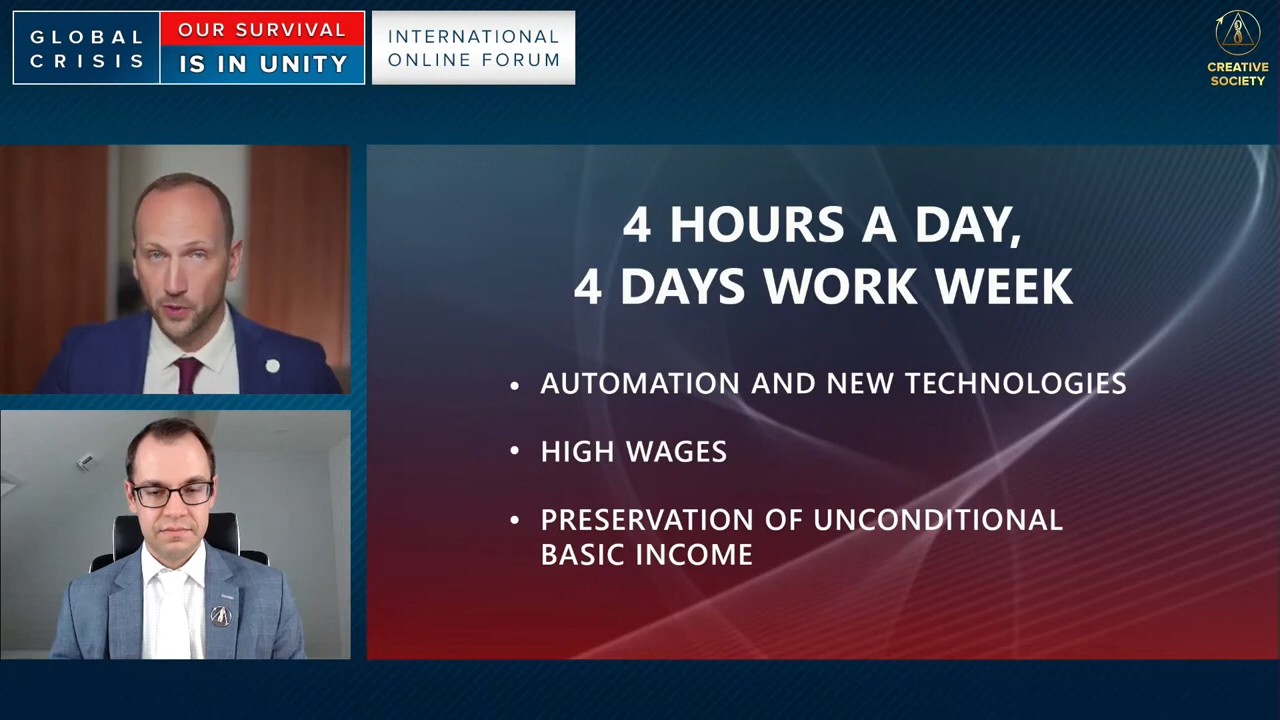 GLOBAL
CRISIS
OUR SURVIVAL
IS IN UNITY
INTERNATIONAL
ONLINE FORUM
CREATIVE
SOCIETY
4 HOURS A DAY,
4 DAYS WORK WEEK
• AUTOMATION AND NEW TECHNOLOGIES
• HIGH WAGES
• PRESERVATION OF UNCONDITIONAL
BASIC INCOME